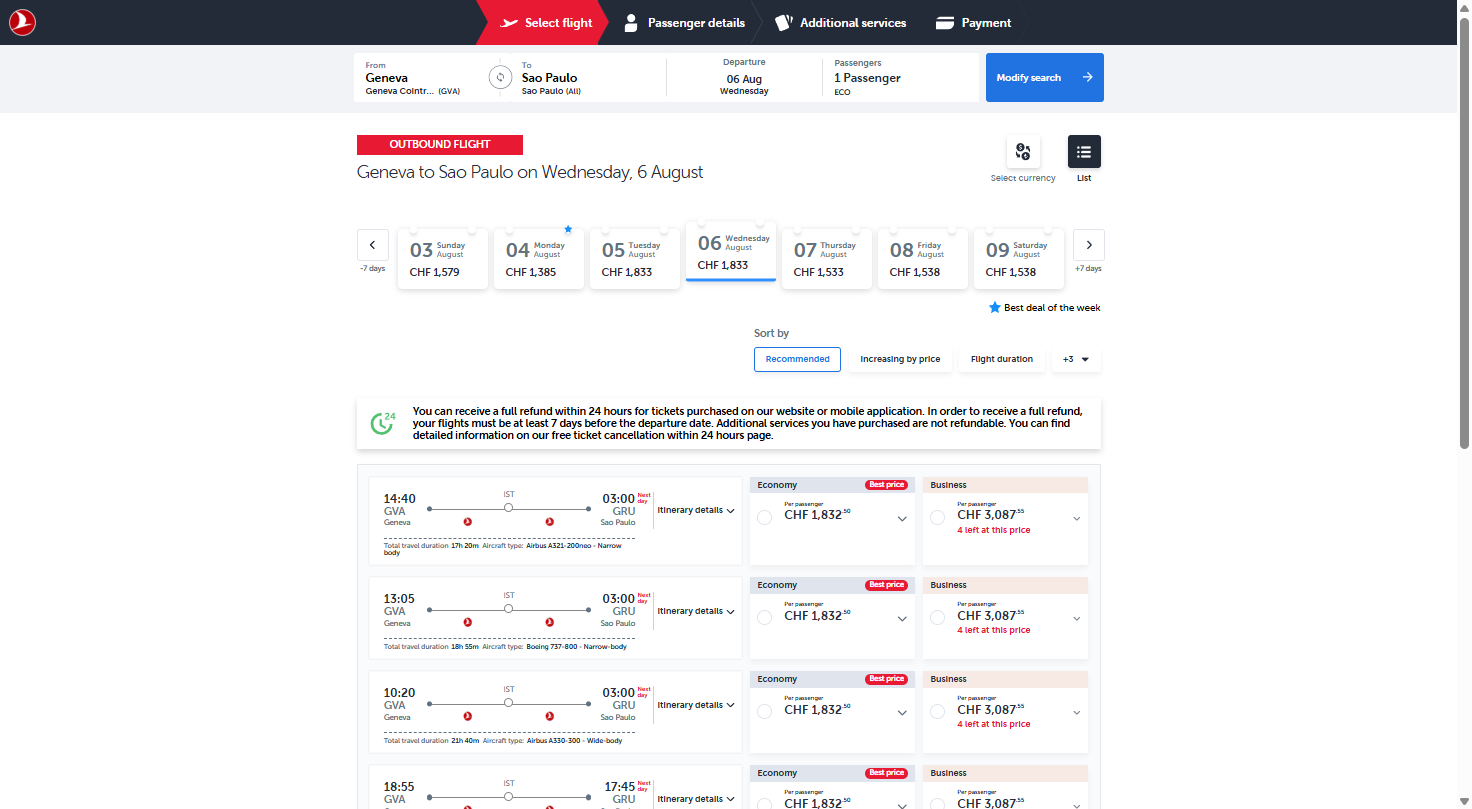 Select flight
Passenger details
Additional services
Payment
From
Geneva
Geneva Cointr... (GVA)
To
Sao Paulo
Sao Paulo (All)
Departure
06 Aug
Wednesday
Passengers
1 Passenger
ECO
Modify search
OUTBOUND FLIGHT
Geneva to Sao Paulo on Wednesday, 6 August
Select currency
List
-7 days
03 Sunday August
CHF 1,579
04 Monday August
CHF 1,385
05 Tuesday August
CHF 1,833
06 Wednesday August
CHF 1,833
07 Thursday August
CHF 1,533
08 Friday August
CHF 1,538
09 Saturday August
CHF 1,538
+7 days
Best deal of the week
Sort by
Recommended
Increasing by price
Flight duration
+3
24
You can receive a full refund within 24 hours for tickets purchased on our website or mobile application. In order to receive a full refund,
your flights must be at least 7 days before the departure date. Additional services you have purchased are not refundable. You can find
detailed information on our free ticket cancellation within 24 hours page.
14:40
GVA
Geneva
IST
03:00 Next day
GRU
Sao Paulo
Itinerary details
Total travel duration 17h 20m Aircraft type: Airbus A321-200neo - Narrow
body
Economy
Best price
Per passenger
CHF 1,832.50
Business
Per passenger
CHF 3,087.55
4 left at this price
13:05
GVA
Geneva
IST
03:00 Next day
GRU
Sao Paulo
Itinerary details
Total travel duration 18h 55m Aircraft type: Boeing 737-800 - Narrow-body
Economy
Best price
Per passenger
CHF 1,832.50
Business
Per passenger
CHF 3,087.55
4 left at this price
10:20
GVA
Geneva
IST
03:00 Next day
GRU
Sao Paulo
Itinerary details
Total travel duration 21h 40m Aircraft type: Airbus A330-300 - Wide-body
Economy
Best price
Per passenger
CHF 1,832.50
Business
Per passenger
CHF 3,087.55
4 left at this price
18:55
GVA
IST
17:45 Next day
GRU
Itinerary details
Economy
Best price
Per passenger
CHF 1,832.50
Business
Per passenger
CHF 3,087.55